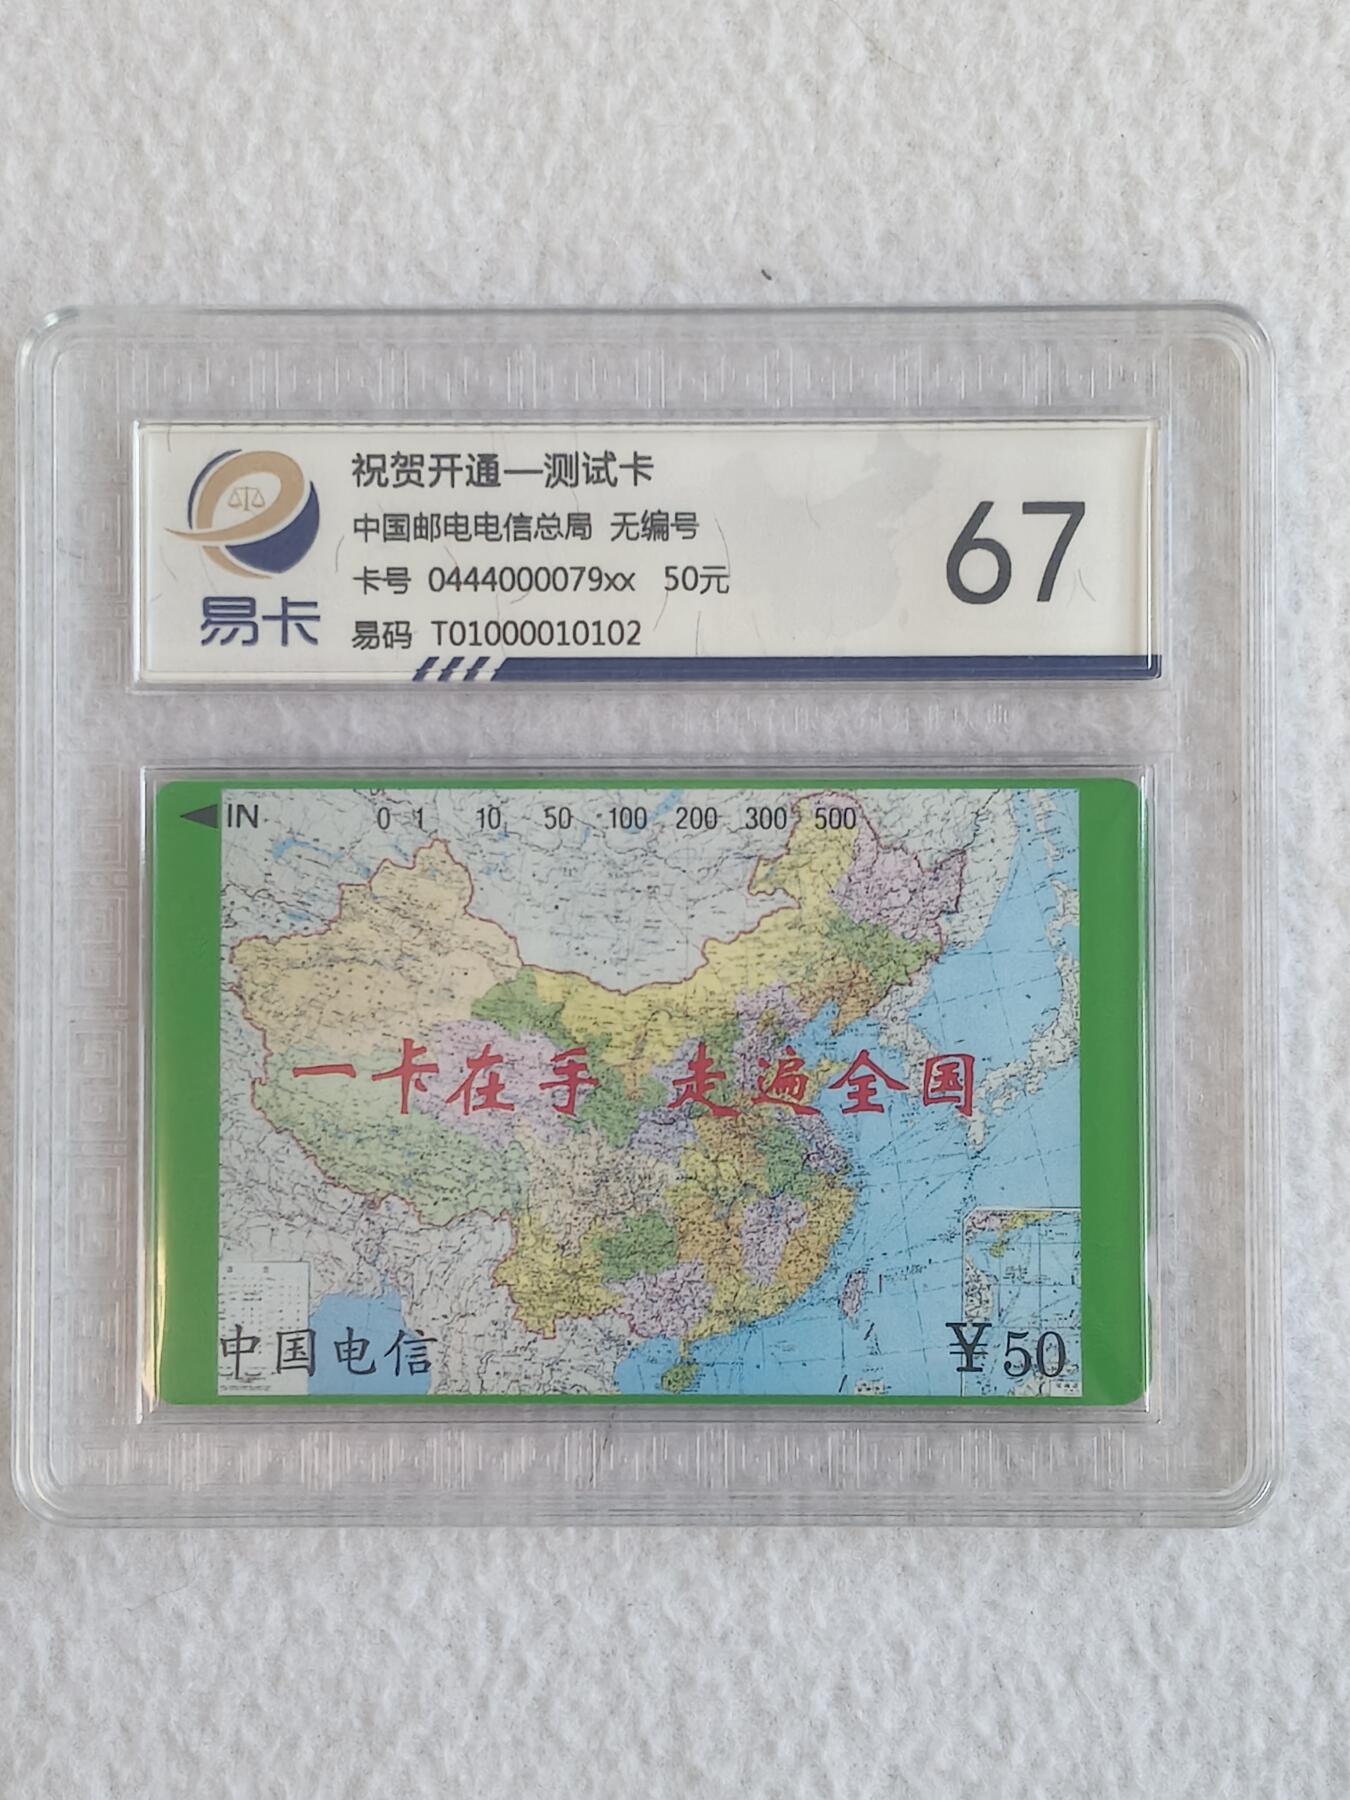 祝贺开通—测试卡
中国邮电电信总局 无编号
卡号 0444000079xx 50元
易码 T01000010102
易卡
67
IN 0 1 10 50 100 200 300 500
一卡在手 走遍全国
中国电信
¥50